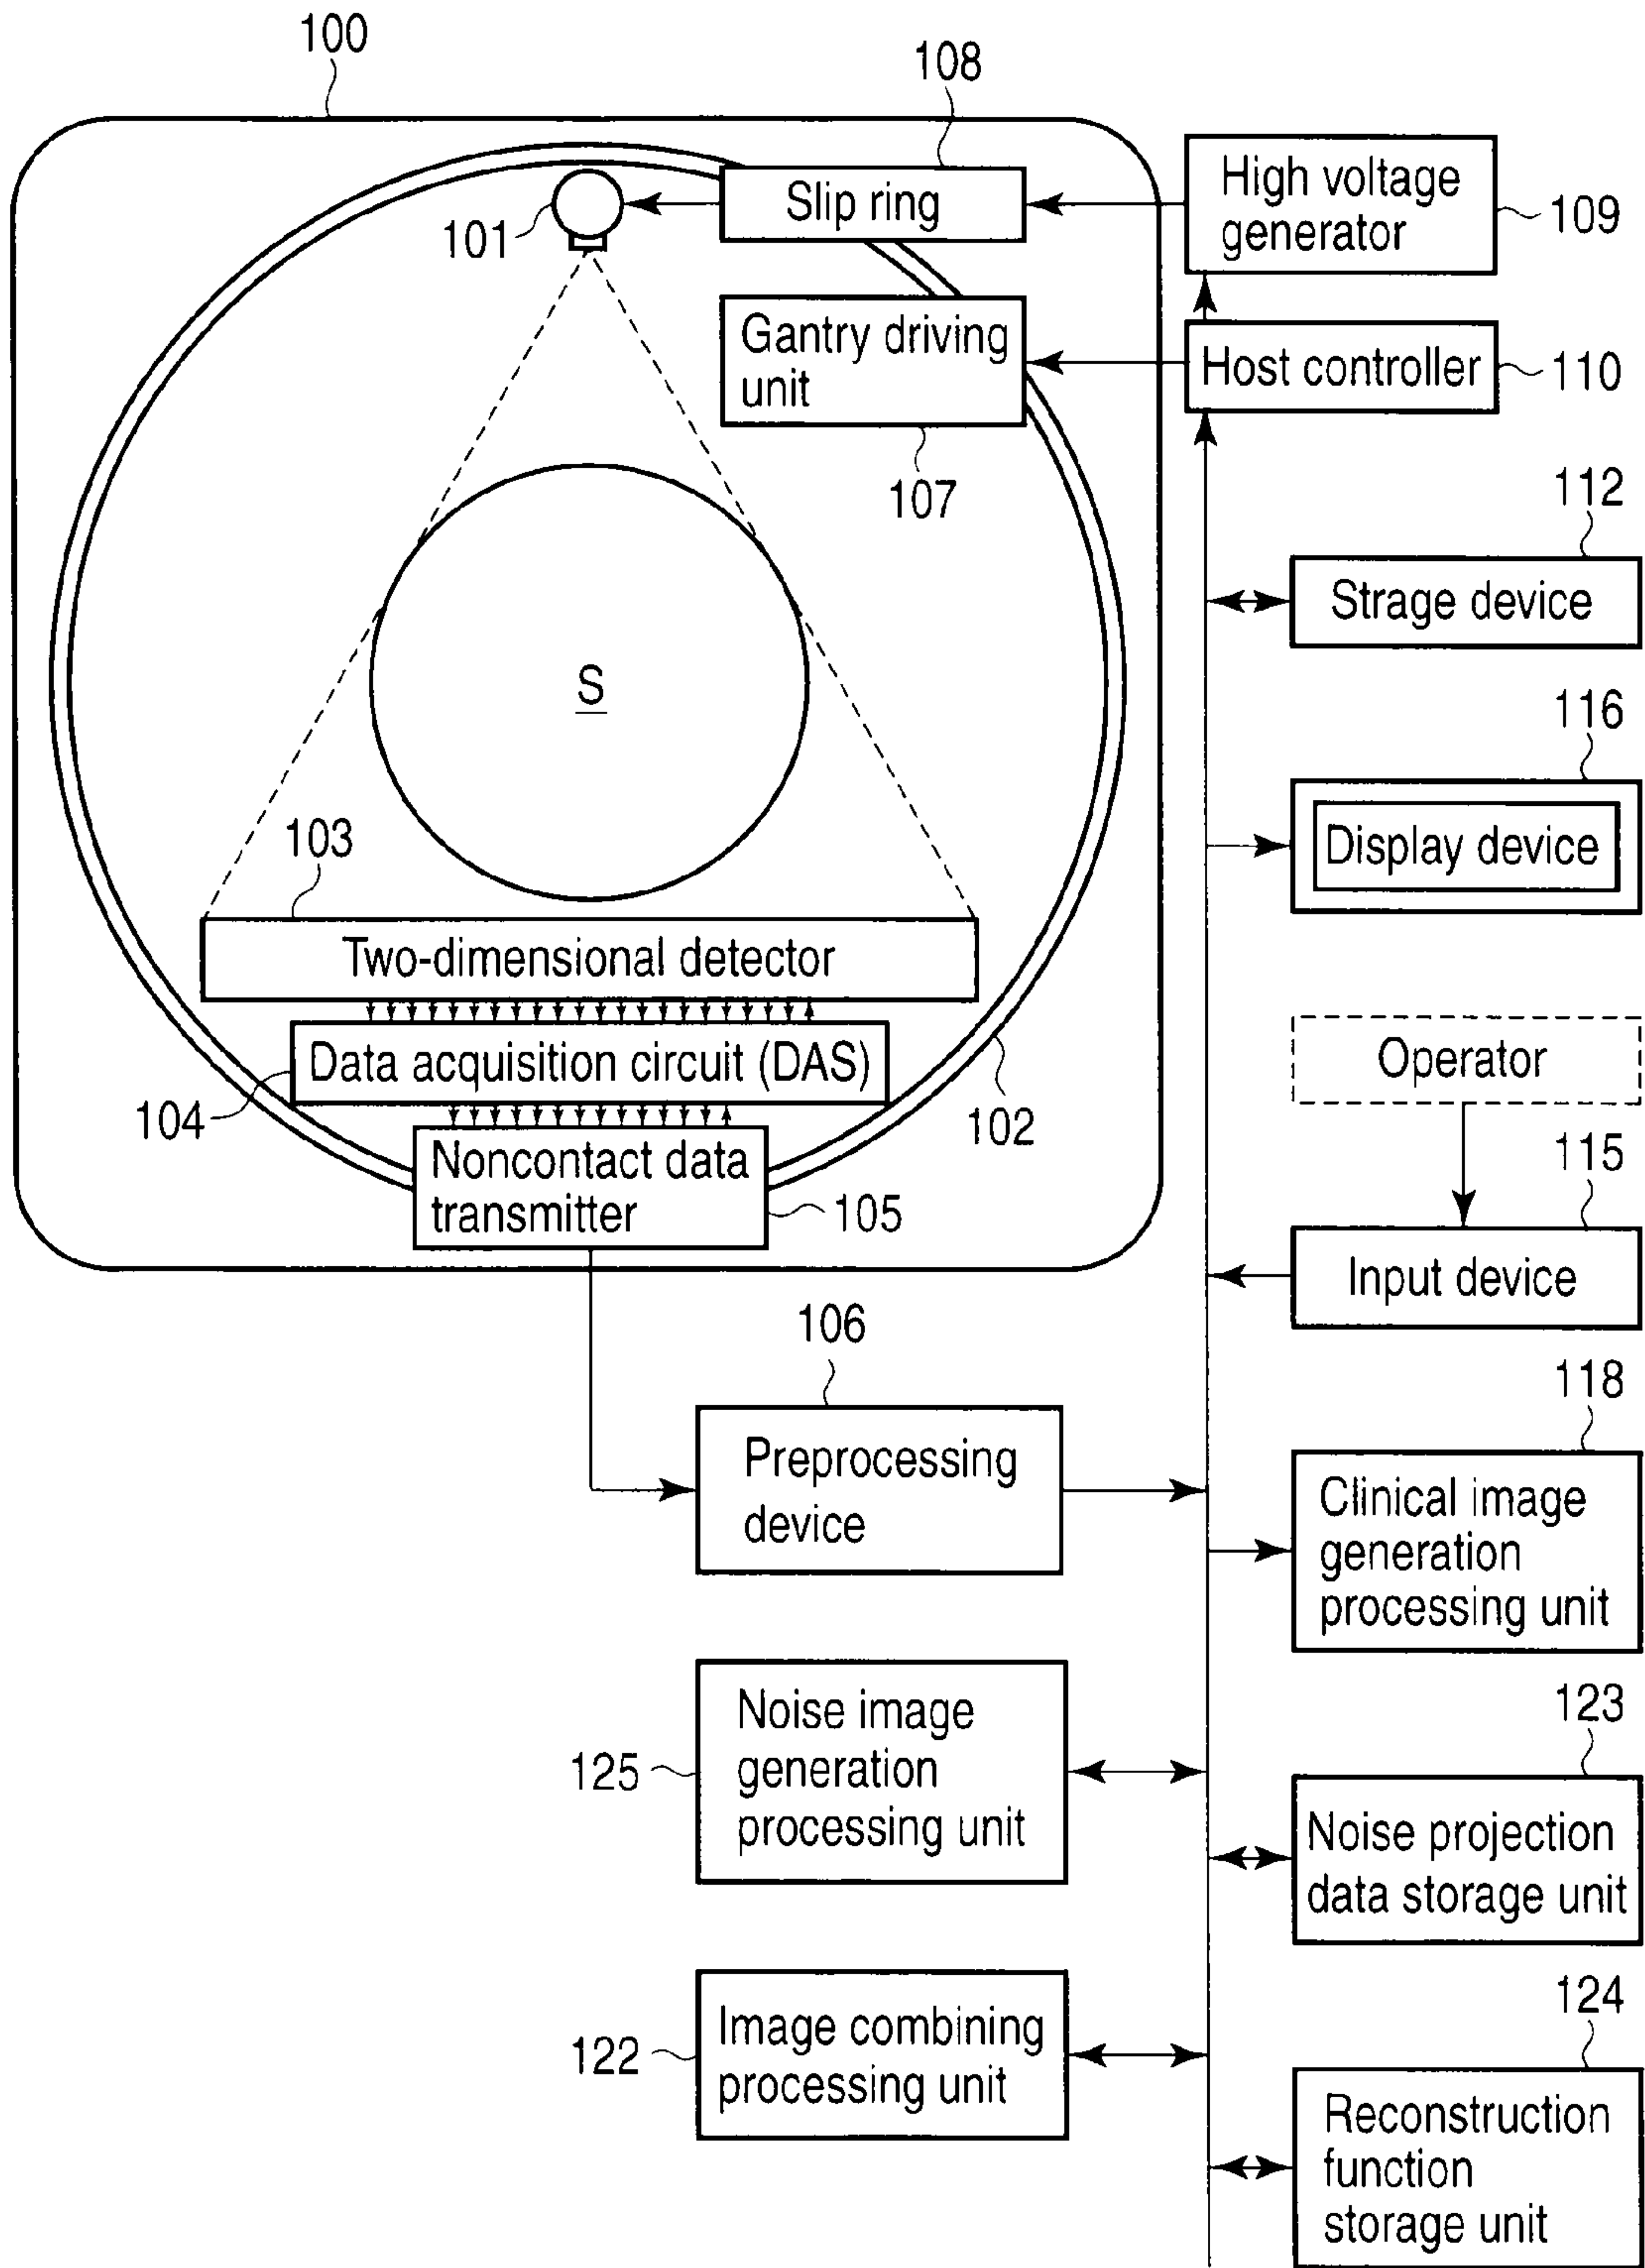 100
108
Slip ring
High voltage
generator
109
101
Gantry driving
unit
Host controller
110
107
112
Strage device
S
116
Display device
103
Two-dimensional detector
Operator
Data acquisition circuit (DAS)
104
102
115
Noncontact data
transmitter
105
Input device
106
118
Preprocessing
device
Clinical image
generation
processing unit
123
Noise image
generation
processing unit
125
Noise projection
data storage unit
124
Image combining
processing unit
122
Reconstruction
function
storage unit